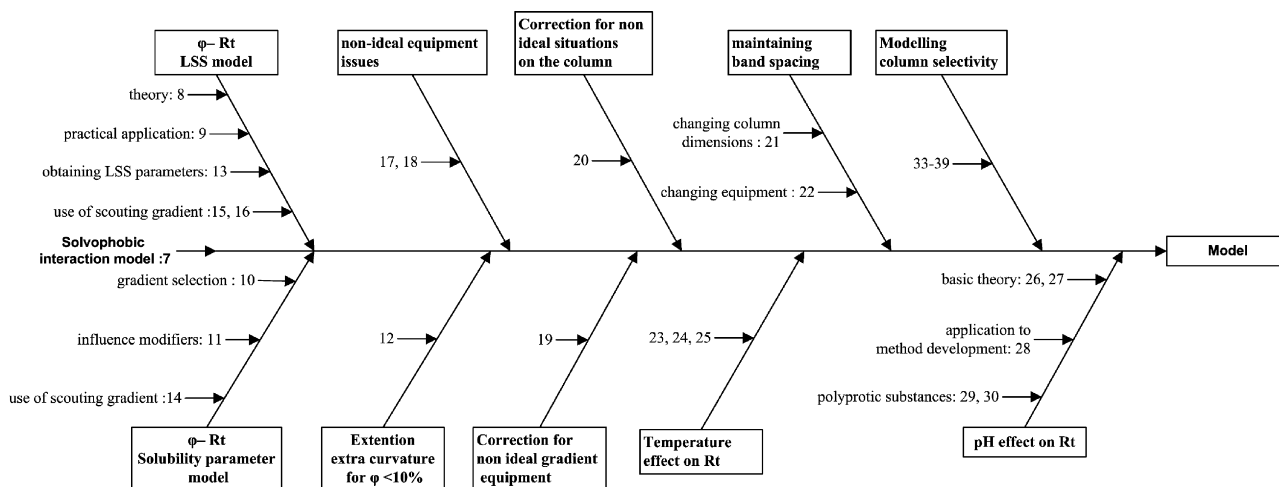 φ– Rt
LSS model
non-ideal equipment
issues
Correction for non
ideal situations
on the column
maintaining
band spacing
Modelling
column selectivity
theory: 8
practical application: 9
obtaining LSS parameters: 13
use of scouting gradient :15, 16
17, 18
20
changing column
dimensions : 21
changing equipment : 22
33-39
Solvophobic
interaction model :7
Model
gradient selection : 10
influence modifiers: 11
use of scouting gradient :14
12
19
23, 24, 25
basic theory: 26, 27
application to
method development: 28
polyprotic substances: 29, 30
φ– Rt
Solubility parameter
model
Extention
extra curvature
for φ <10%
Correction for
non ideal gradient
equipment
Temperature
effect on Rt
pH effect on Rt